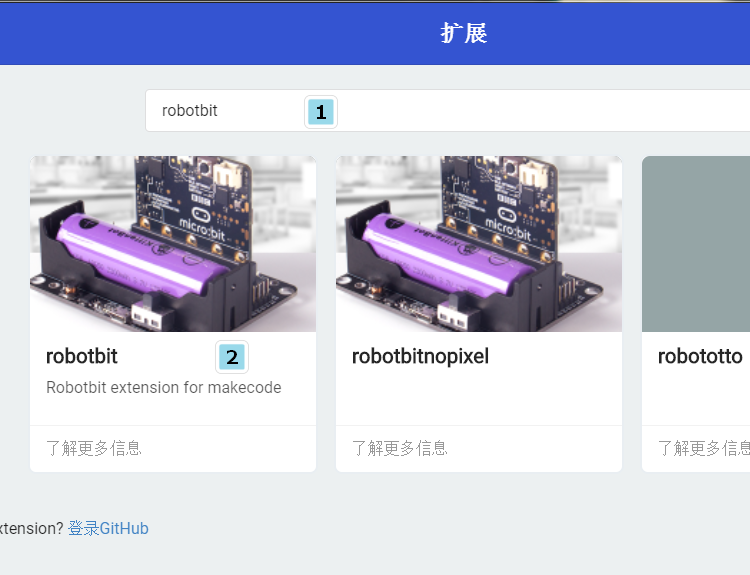 扩展
robotbit
1
micro:bit
micro:bit
robotbit
2
robotbitnopixel
robototto
Robotbit extension for makecode
了解更多信息
了解更多信息
了解更多信息
xtension? 登录GitHub